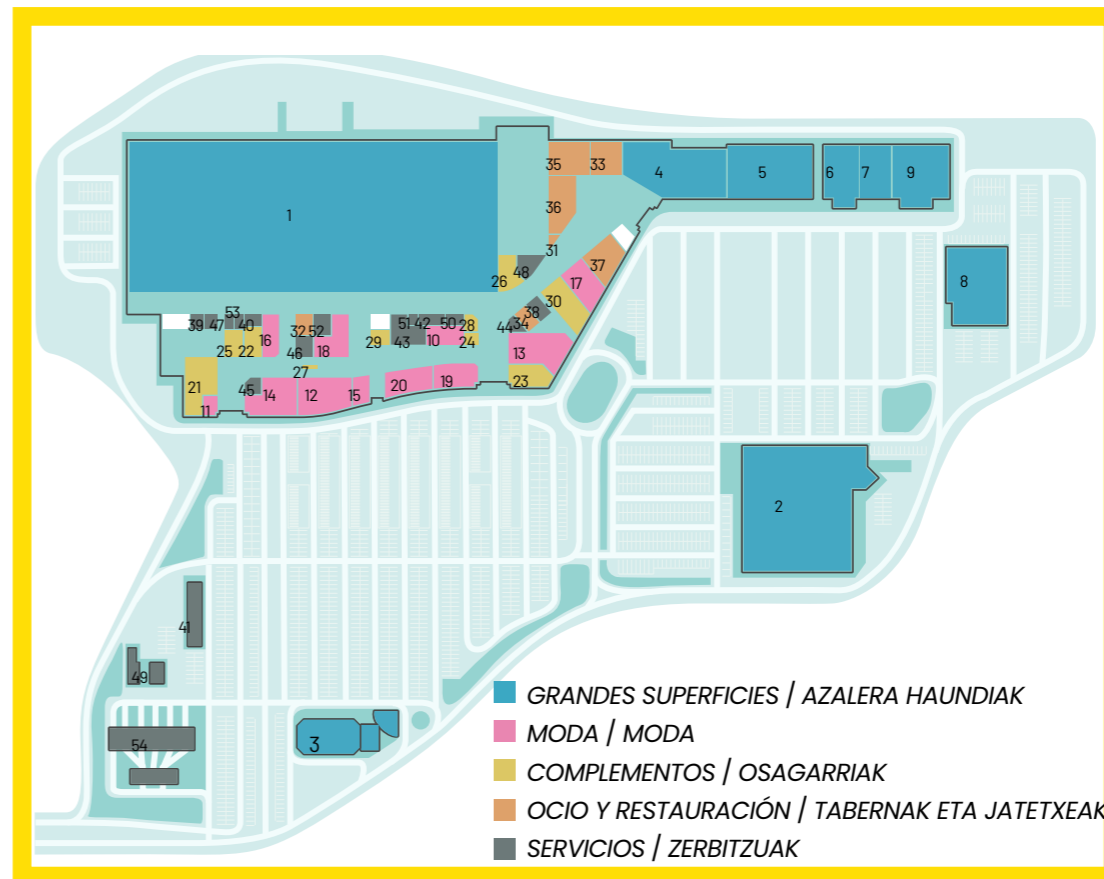 35 33 4 5 6 7 9
1
36
31
26 48 37
17
8
30
38
44 34
39 47 53 40 16 32 52 51 42 50 28
25 22 46 18 29 43 10 24
13
27
21 45 23
11 14 12 15 20 19
2
41
49
54
3
GRANDES SUPERFICIES / AZALERA HAUNDIAK
MODA / MODA
COMPLEMENTOS / OSAGARRIAK
OCIO Y RESTAURACIÓN / TABERNAK ETA JATETXEAK
SERVICIOS / ZERBITZUAK